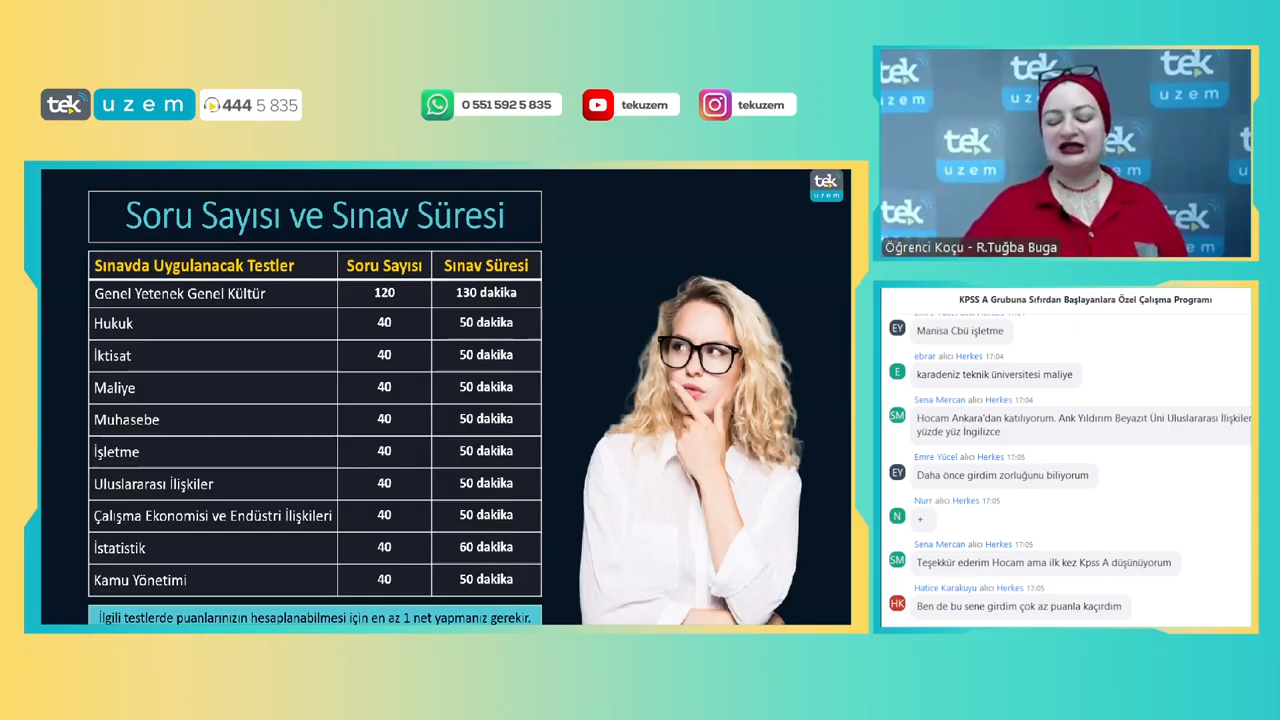 tek uzem 444 5 835
0 551 592 5 835
tekuzem
tekuzem
tek
uzem
Soru Sayısı ve Sınav Süresi
Sınavda Uygulanacak Testler Soru Sayısı Sınav Süresi
Genel Yetenek Genel Kültür 120 130 dakika
Hukuk 40 50 dakika
İktisat 40 50 dakika
Maliye 40 50 dakika
Muhasebe 40 50 dakika
İşletme 40 50 dakika
Uluslararası İlişkiler 40 50 dakika
Çalışma Ekonomisi ve Endüstri İlişkileri 40 50 dakika
İstatistik 40 60 dakika
Kamu Yönetimi 40 50 dakika
İlgili testlerde puanlarınızın hesaplanabilmesi için en az 1 net yapmanız gerekir.
tek
uzem
tek
uzem
tek
uzem
Öğrenci Koçu - R.Tuğba Buga
KPSS A Grubuna Sıfırdan Başlayanlara Özel Çalışma Programı
EY
Manisa Cbü işletme
ebrar alıcı Herkes 17:04
E
karadeniz teknik üniversitesi maliye
Sena Mercan alıcı Herkes 17:04
SM
Hocam Ankara'dan katılıyorum. Ank Yıldırım Beyazıt Üni Uluslararası İlişkiler
yüzde yüz İngilizce
Emre Yücel alıcı Herkes 17:05
EY
Daha önce girdim zorluğunu biliyorum
Nurr alıcı Herkes 17:05
N
+
Sena Mercan alıcı Herkes 17:05
SM
Teşekkür ederim Hocam ama ilk kez Kpss A düşünüyorum
Hatice Karakuyu alıcı Herkes 17:05
HK
Ben de bu sene girdim çok az puanla kaçırdım